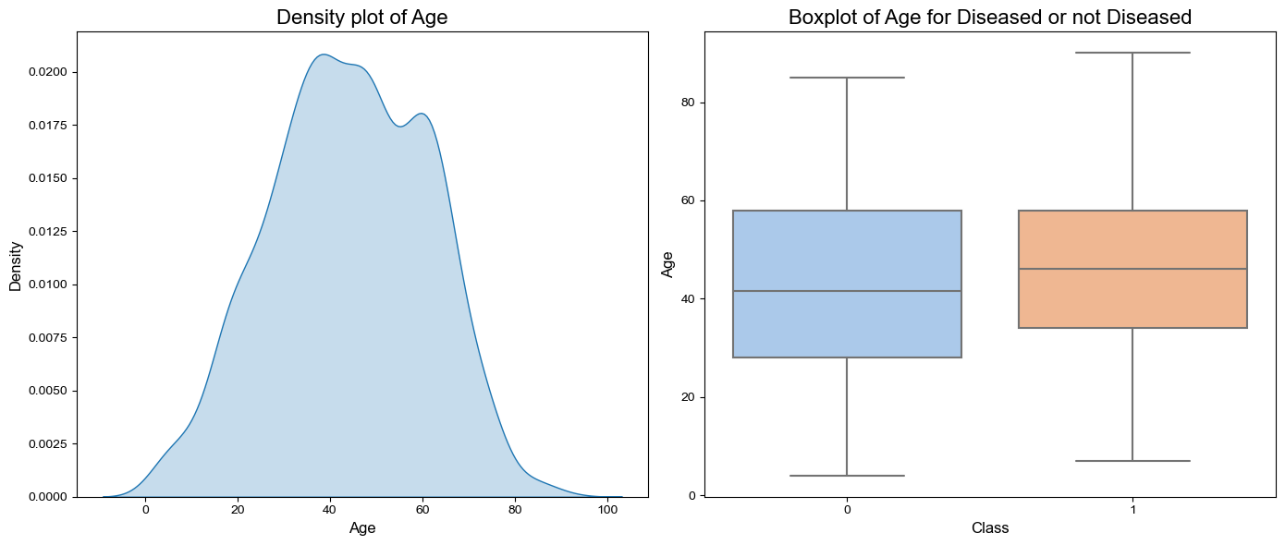 Density plot of Age
0.0200
0.0175
0.0150
0.0125
0.0100
0.0075
0.0050
0.0025
0.0000
Density
0 20 40 60 80 100
Age
Boxplot of Age for Diseased or not Diseased
80
60
40
20
0
Age
0 1
Class